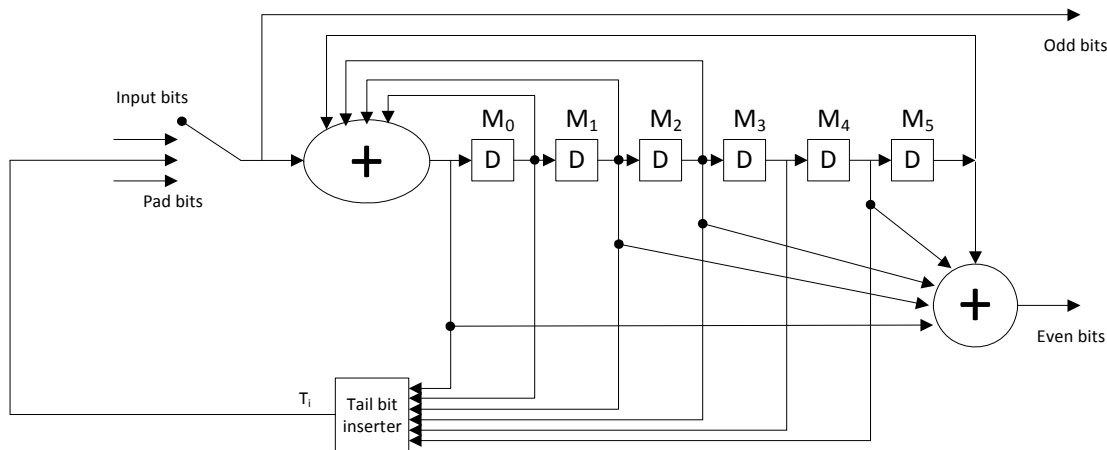 Odd bits
Input bits
M0 M1 M2 M3 M4 M5
+ D D D D D D
Pad bits
+
Even bits
Ti
Tail bit
inserter